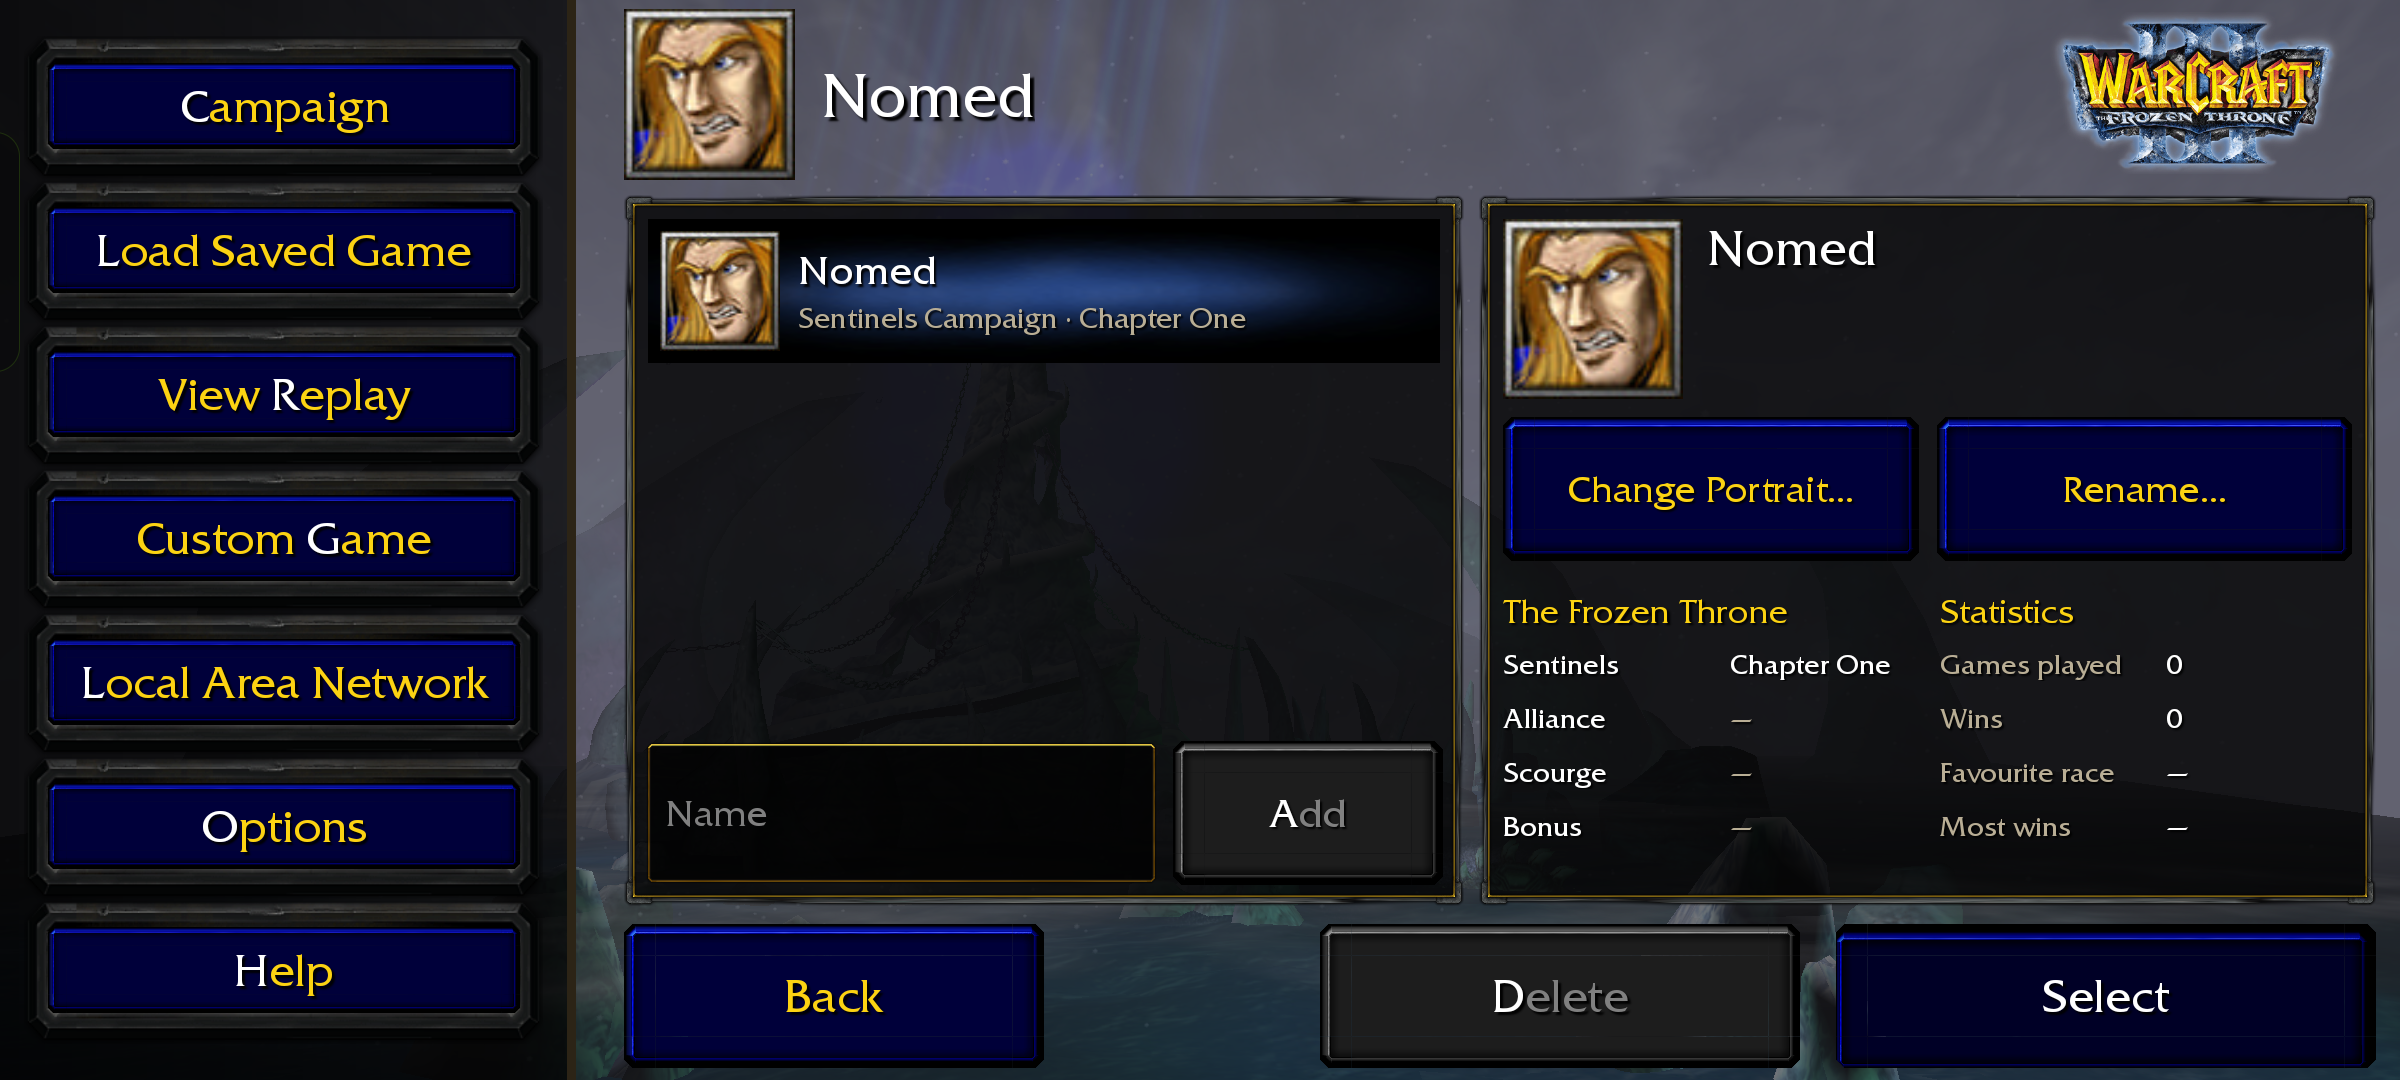 Campaign
Load Saved Game
View Replay
Custom Game
Local Area Network
Options
Help
Nomed
WARCRAFT
III
THE FROZEN THRONE
Nomed
Sentinels Campaign · Chapter One
Name
Add
Nomed
Change Portrait...
Rename...
The Frozen Throne
Sentinels Chapter One
Alliance —
Scourge —
Bonus —
Statistics
Games played 0
Wins 0
Favourite race —
Most wins —
Back
Delete
Select